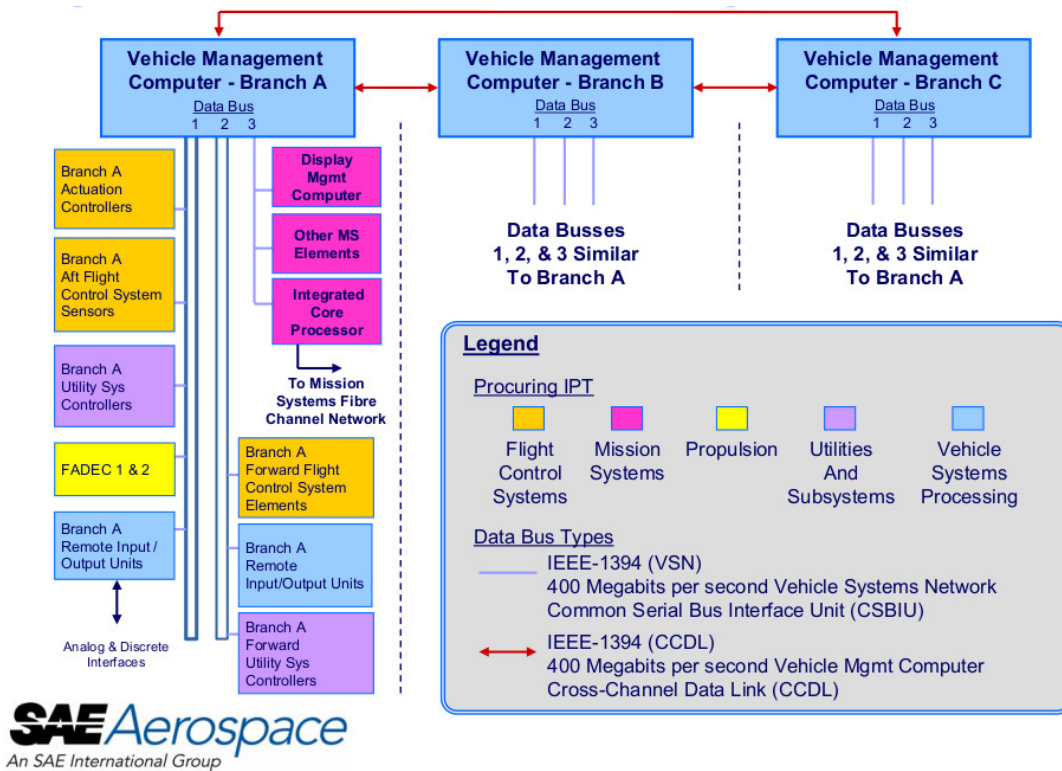 Vehicle Management
Computer - Branch A
Data Bus
1 2 3
Vehicle Management
Computer - Branch B
Data Bus
1 2 3
Vehicle Management
Computer - Branch C
Data Bus
1 2 3
Branch A
Actuation
Controllers
Branch A
Aft Flight
Control System
Sensors
Branch A
Utility Sys
Controllers
FADEC 1 & 2
Branch A
Remote Input /
Output Units
Analog & Discrete
Interfaces
Display
Mgmt
Computer
Other MS
Elements
Integrated
Core
Processor
To Mission
Systems Fibre
Channel Network
Branch A
Forward Flight
Control System
Elements
Branch A
Remote
Input/Output Units
Branch A
Forward
Utility Sys
Controllers
Data Busses
1, 2, & 3 Similar
To Branch A
Data Busses
1, 2, & 3 Similar
To Branch A
Legend
Procuring IPT
Flight
Control
Systems
Mission
Systems
Propulsion
Utilities
And
Subsystems
Vehicle
Systems
Processing
Data Bus Types
IEEE-1394 (VSN)
400 Megabits per second Vehicle Systems Network
Common Serial Bus Interface Unit (CSBIU)
IEEE-1394 (CCDL)
400 Megabits per second Vehicle Mgmt Computer
Cross-Channel Data Link (CCDL)
SAE Aerospace
An SAE International Group